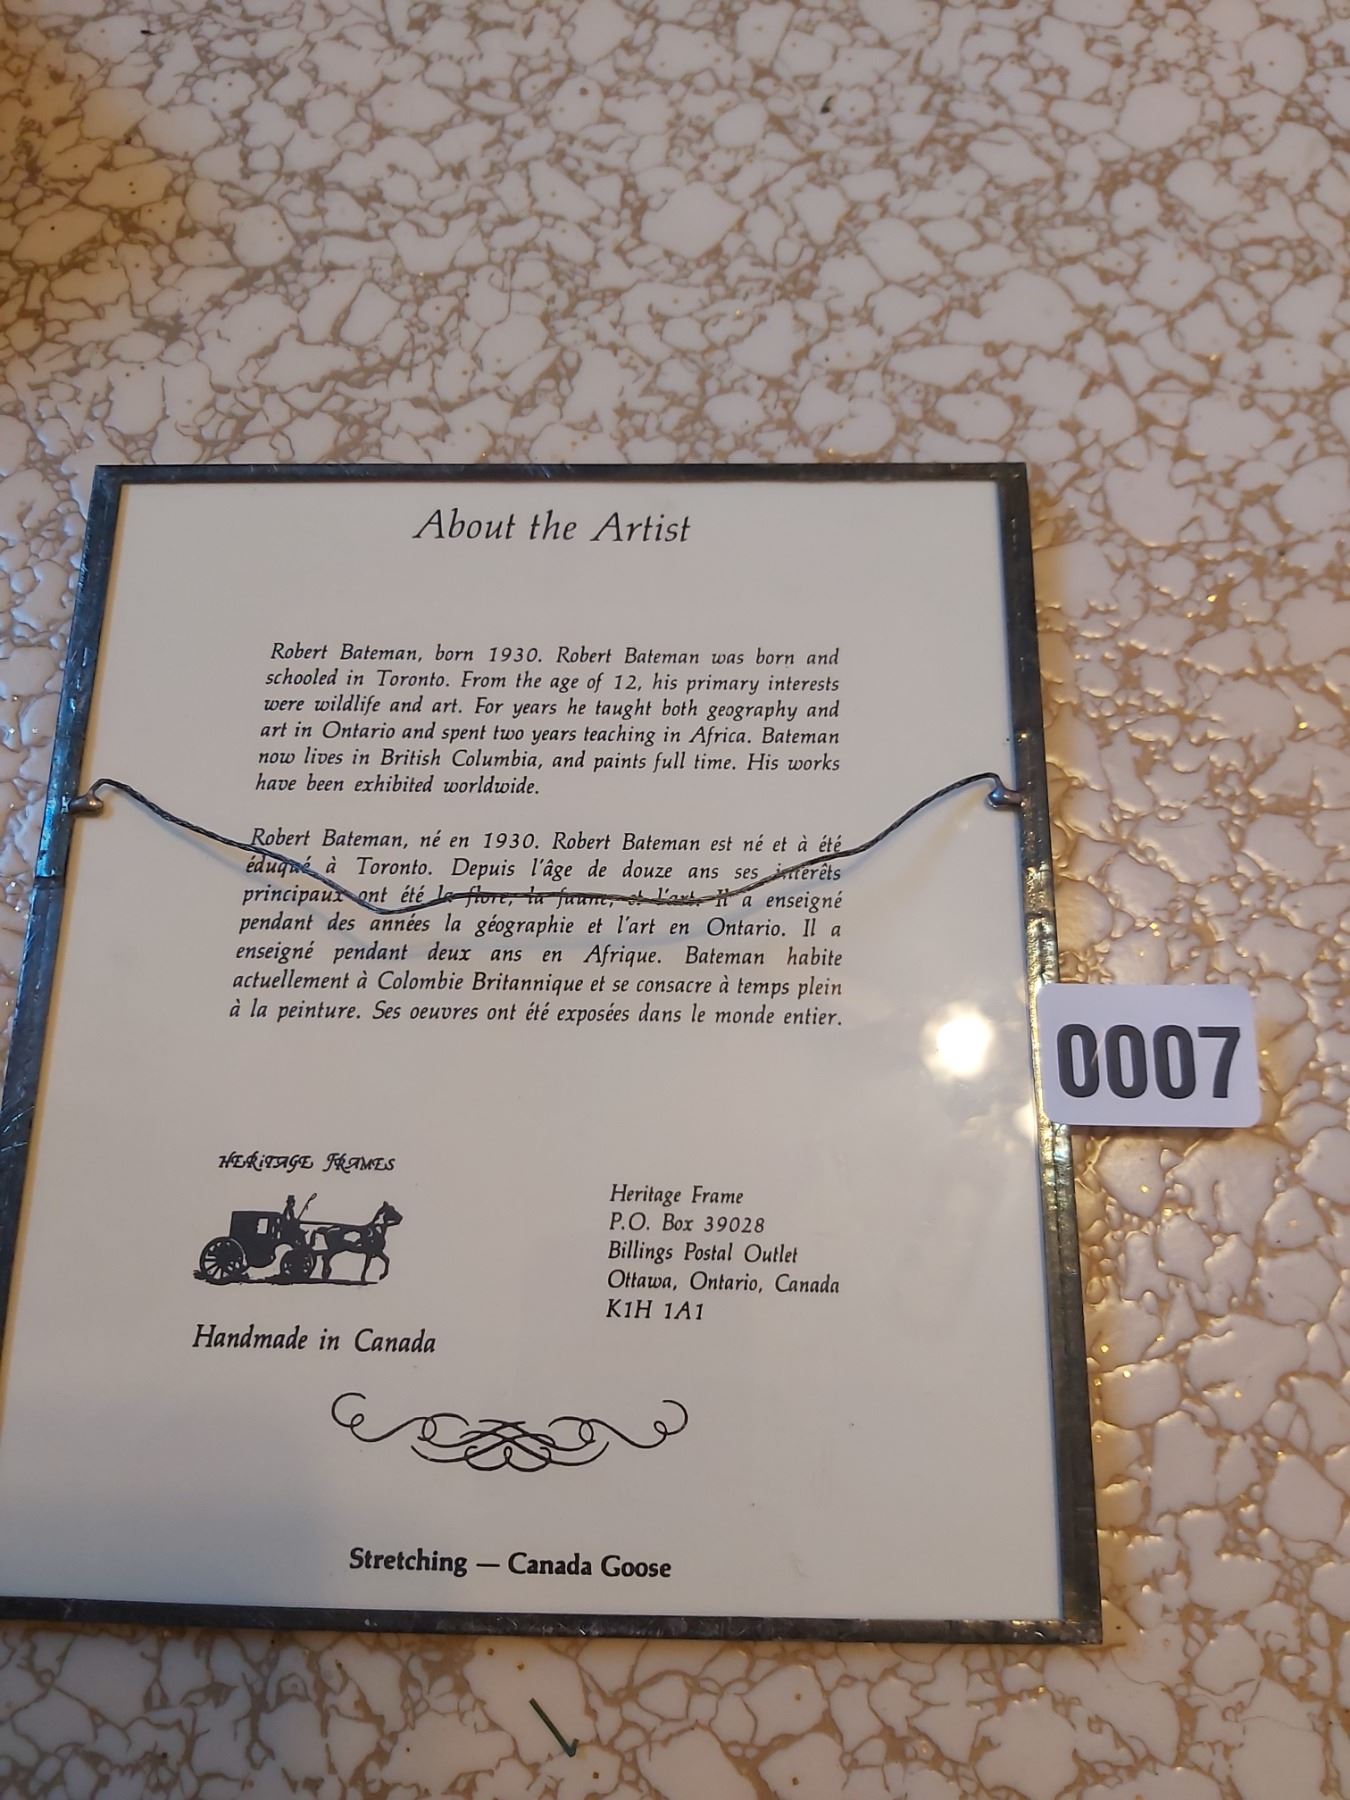 About the Artist
Robert Bateman, born 1930. Robert Bateman was born and
schooled in Toronto. From the age of 12, his primary interests
were wildlife and art. For years he taught both geography and
art in Ontario and spent two years teaching in Africa. Bateman
now lives in British Columbia, and paints full time. His works
have been exhibited worldwide.
Robert Bateman, né en 1930. Robert Bateman est né et à été
éduqué à Toronto. Depuis l'âge de douze ans ses intérêts
principaux ont été la flore, la faune, et l'art. Il a enseigné
pendant des années la géographie et l'art en Ontario. Il a
enseigné pendant deux ans en Afrique. Bateman habite
actuellement à Colombie Britannique et se consacre à temps plein
à la peinture. Ses oeuvres ont été exposées dans le monde entier.
0007
HERITAGE FRAMES
Handmade in Canada
Heritage Frame
P.O. Box 39028
Billings Postal Outlet
Ottawa, Ontario, Canada
K1H 1A1
Stretching — Canada Goose